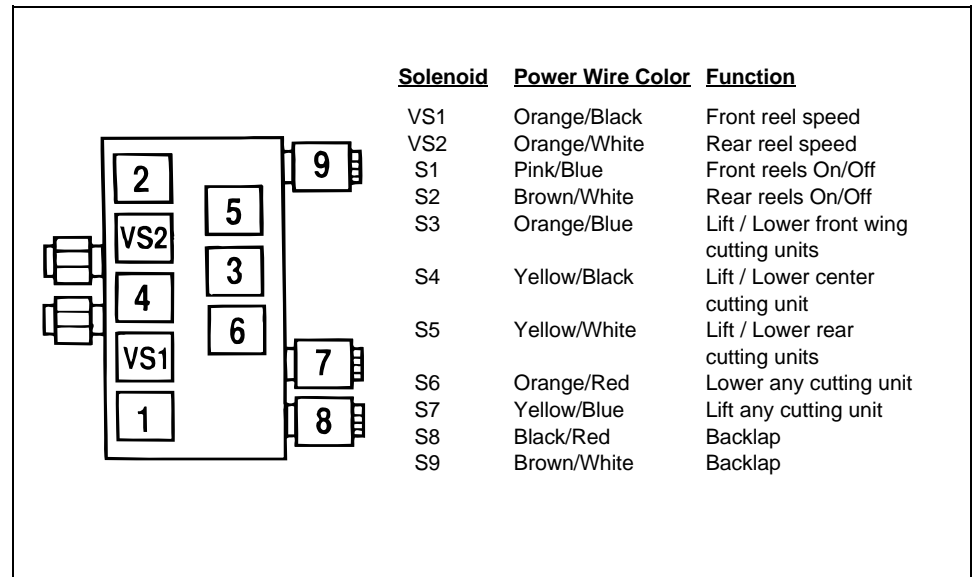 Solenoid Power Wire Color Function
VS1 Orange/Black Front reel speed
VS2 Orange/White Rear reel speed
S1 Pink/Blue Front reels On/Off
S2 Brown/White Rear reels On/Off
S3 Orange/Blue Lift / Lower front wing
cutting units
S4 Yellow/Black Lift / Lower center
cutting unit
S5 Yellow/White Lift / Lower rear
cutting units
S6 Orange/Red Lower any cutting unit
S7 Yellow/Blue Lift any cutting unit
S8 Black/Red Backlap
S9 Brown/White Backlap
2
VS2
4
VS1
1
5
3
6
9
7
8